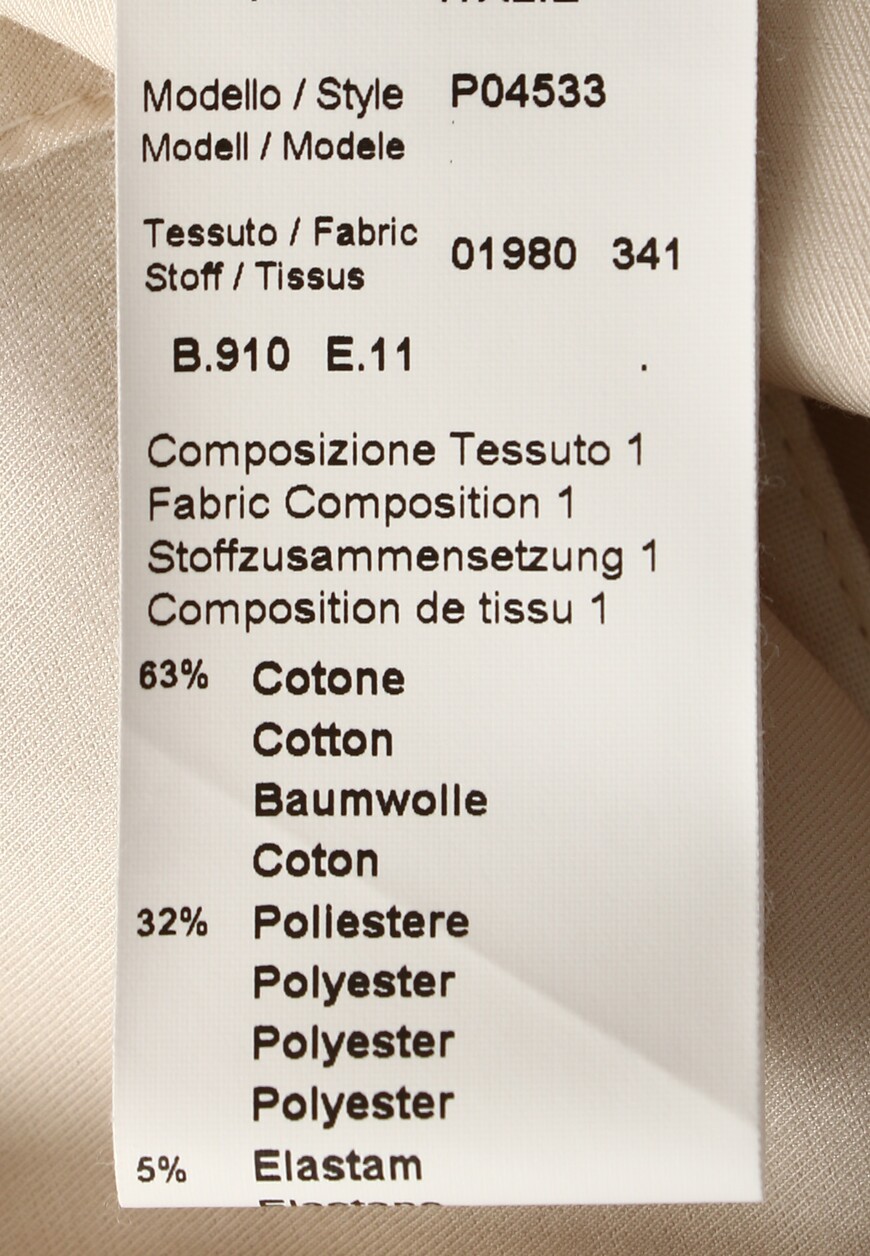 Modello / Style P04533
Modell / Modele
Tessuto / Fabric 01980 341
Stoff / Tissus
B.910 E.11
Composizione Tessuto 1
Fabric Composition 1
Stoffzusammensetzung 1
Composition de tissu 1
63% Cotone
Cotton
Baumwolle
Coton
32% Poliestere
Polyester
Polyester
Polyester
5% Elastam